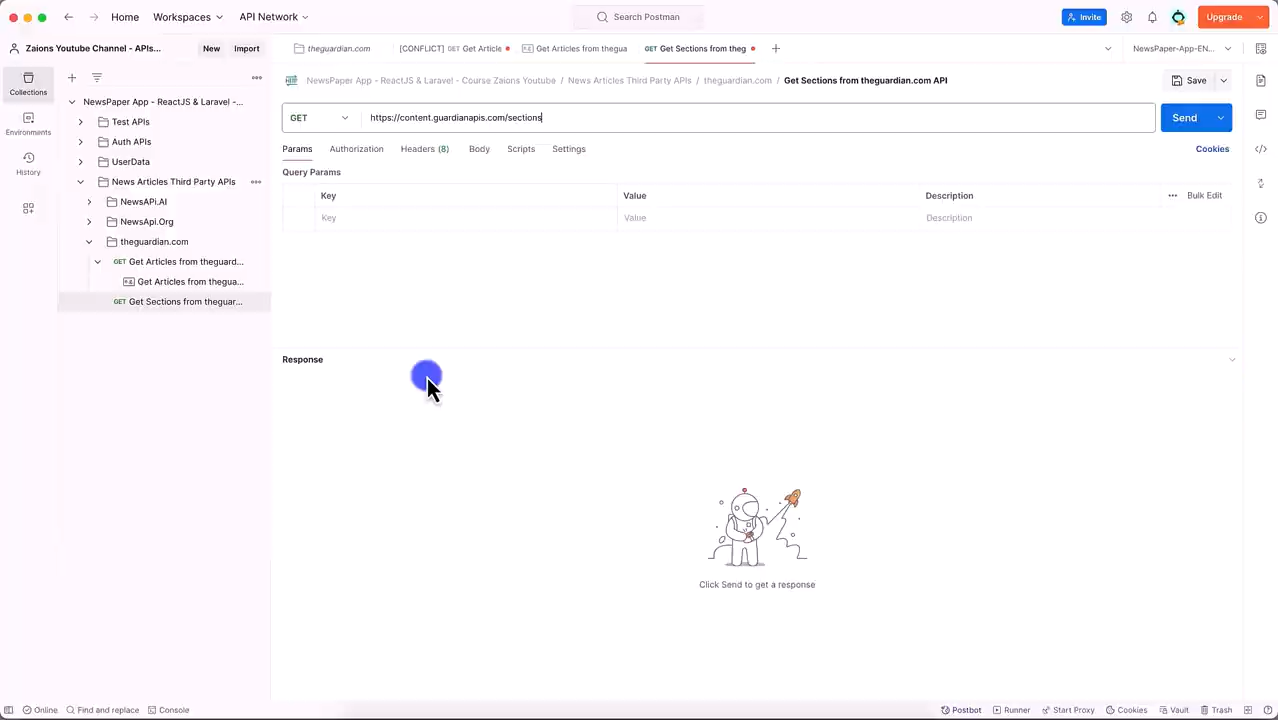 Home Workspaces API Network Search Postman Invite Upgrade
Zaions Youtube Channel - APIs... New Import theguardian.com [CONFLICT] GET Get Article GET Get Articles from thegua GET Get Sections from theg NewsPaper-App-EN...
Collections
Environments
History
NewsPaper App - ReactJS & Laravel -...
Test APIs
Auth APIs
UserData
News Articles Third Party APIs
NewsAPi.AI
NewsApi.Org
theguardian.com
GET Get Articles from theguard...
Get Articles from thegua...
GET Get Sections from theguar...
NewsPaper App - ReactJS & Laravel - Course Zaions Youtube / News Articles Third Party APIs / theguardian.com / Get Sections from theguardian.com API Save
GET https://content.guardianapis.com/sections Send
Params Authorization Headers (8) Body Scripts Settings Cookies
Query Params
Key Value Description Bulk Edit
Key Value Description
Response
Click Send to get a response
Online Find and replace Console Postbot Runner Start Proxy Cookies Vault Trash